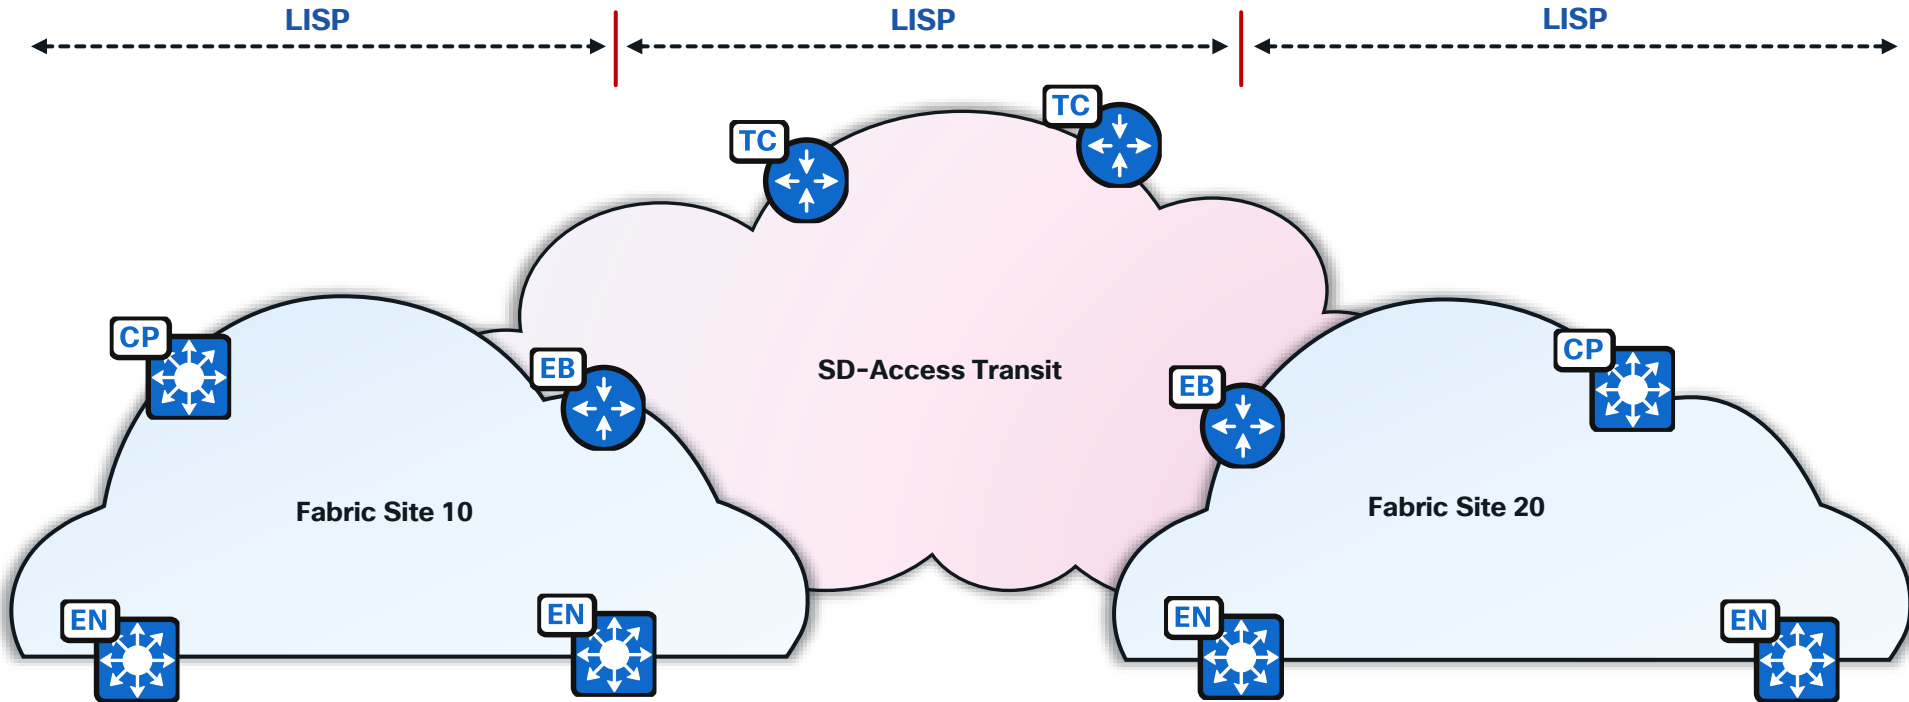 LISP
LISP
LISP
TC
TC
CP
EB
SD-Access Transit
EB
CP
Fabric Site 10
Fabric Site 20
EN
EN
EN
EN